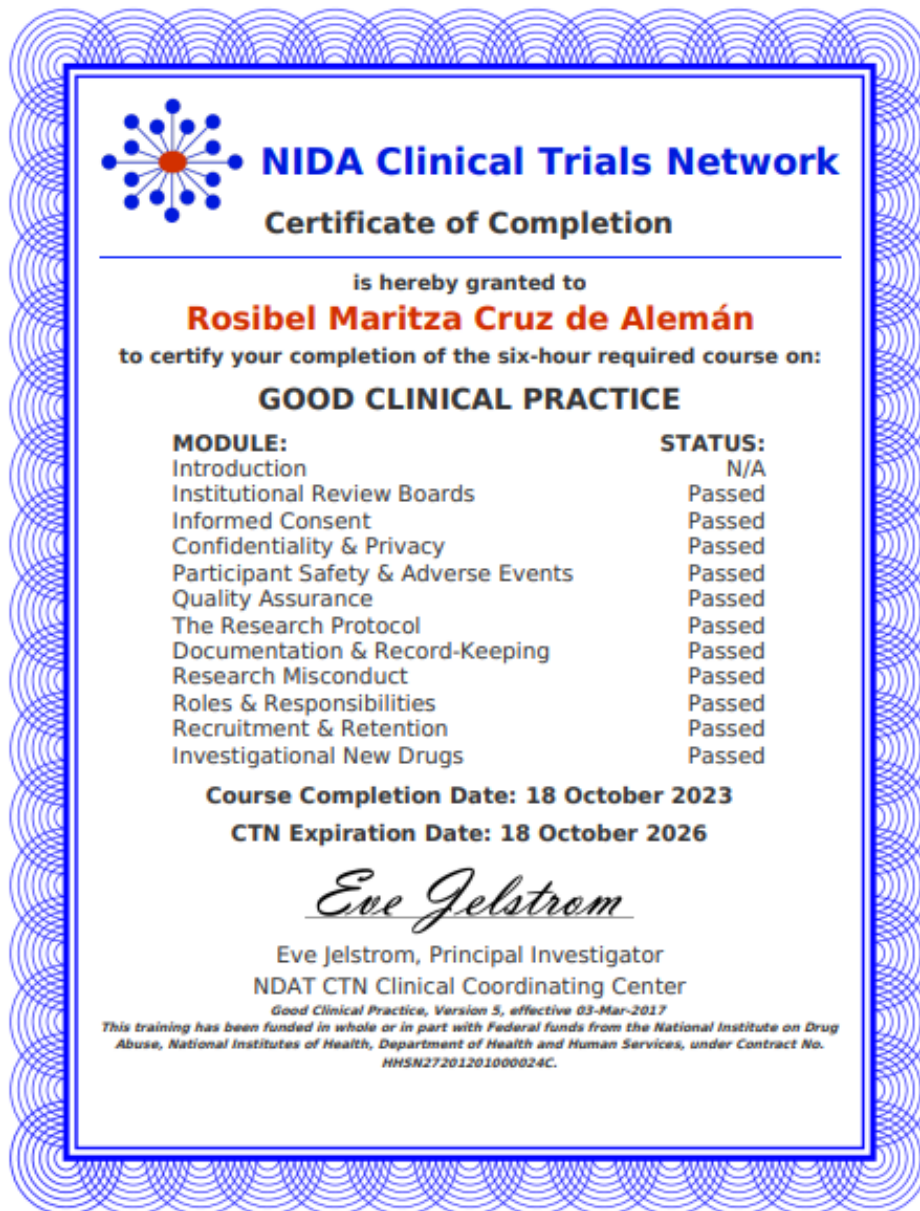 NIDA Clinical Trials Network
Certificate of Completion
is hereby granted to
Rosibel Maritza Cruz de Alemán
to certify your completion of the six-hour required course on:
GOOD CLINICAL PRACTICE
MODULE: STATUS:
Introduction N/A
Institutional Review Boards Passed
Informed Consent Passed
Confidentiality & Privacy Passed
Participant Safety & Adverse Events Passed
Quality Assurance Passed
The Research Protocol Passed
Documentation & Record-Keeping Passed
Research Misconduct Passed
Roles & Responsibilities Passed
Recruitment & Retention Passed
Investigational New Drugs Passed
Course Completion Date: 18 October 2023
CTN Expiration Date: 18 October 2026
Eve Jelstrom
Eve Jelstrom, Principal Investigator
NDAT CTN Clinical Coordinating Center
Good Clinical Practice, Version 5, effective 03-Mar-2017
This training has been funded in whole or in part with Federal funds from the National Institute on Drug
Abuse, National Institutes of Health, Department of Health and Human Services, under Contract No.
HHSN27201201000024C.